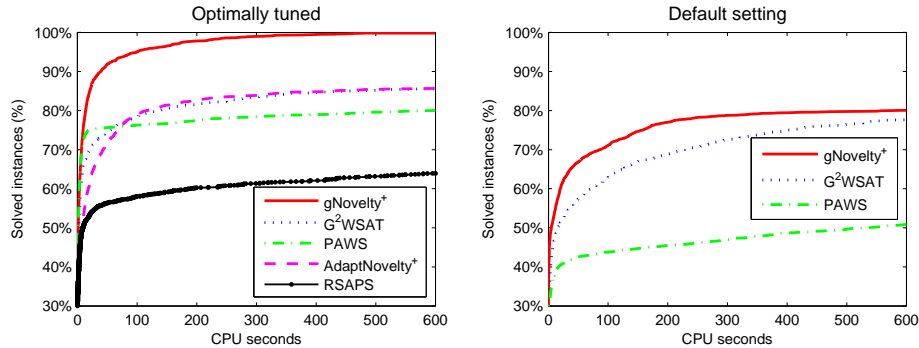 Optimally tuned
100%
90%
80%
70%
60%
50%
40%
30%
Solved instances (%)
0
100
200
300
400
500
600
CPU seconds
gNovelty+
G²WSAT
PAWS
AdaptNovelty+
RSAPS
Default setting
100%
90%
80%
70%
60%
50%
40%
30%
Solved instances (%)
0
100
200
300
400
500
600
CPU seconds
gNovelty+
G²WSAT
PAWS